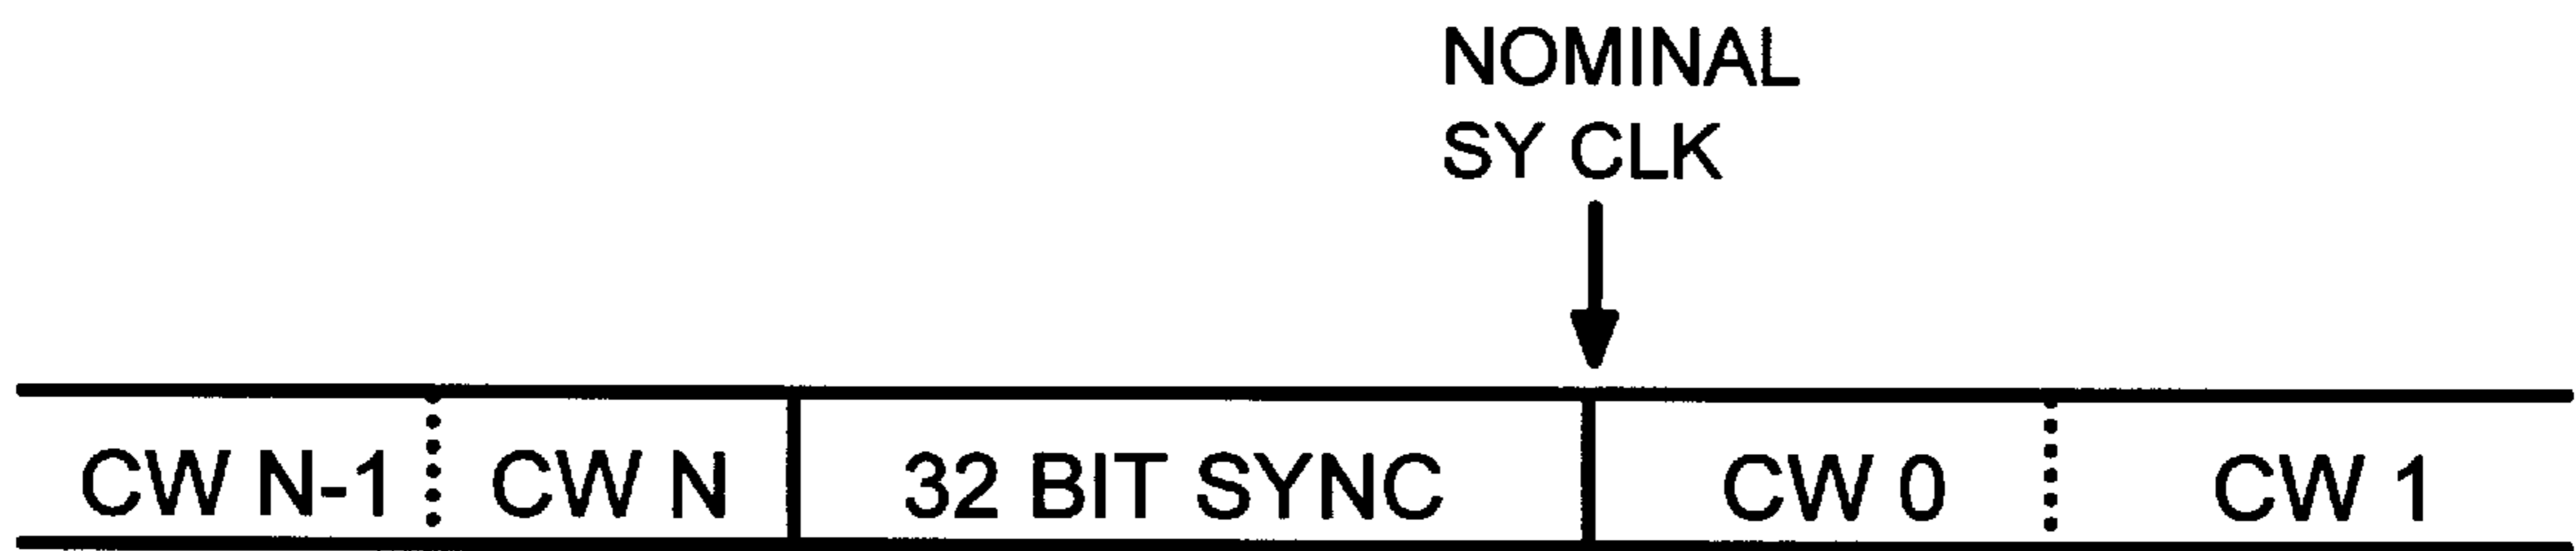 NOMINAL
SY CLK
CW N-1 CW N 32 BIT SYNC CW 0 CW 1